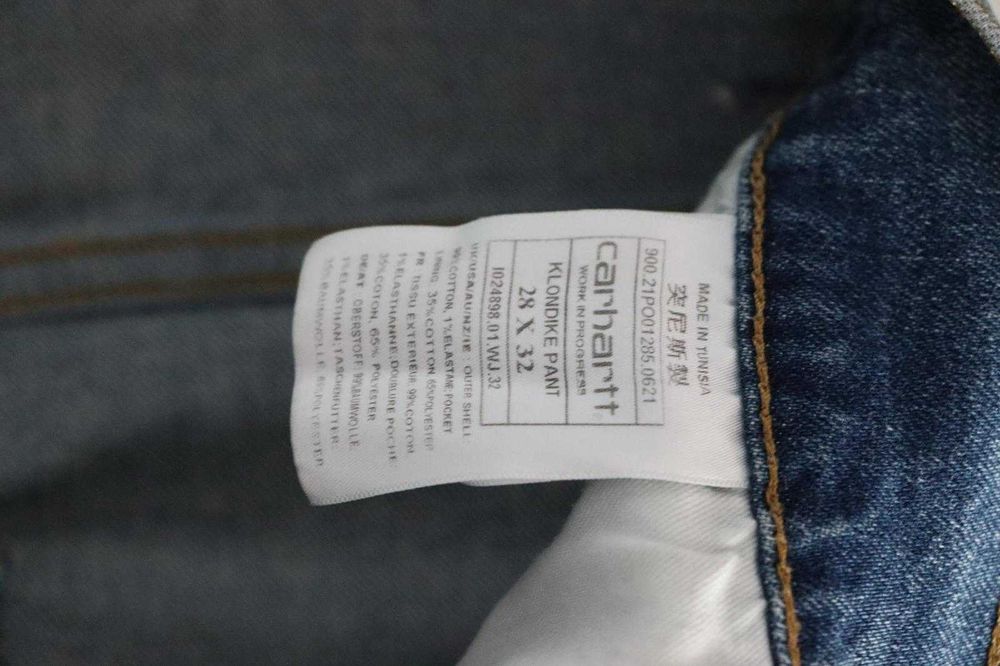 MADE IN TUNISIA
突尼斯製
900.21PO01285.0621
carhartt
WORK IN PROGRESS
KLONDIKE PANT
28 X 32
I024898.01.WJ.32
UK/USA/AU/NZ/IE : OUTER SHELL:
99%COTTON, 1%ELASTANE;POCKET
LINING: 35%COTTON,65%POLYESTER
FR: TISSU EXTERIEUR: 99%COTON,
1%ELASTHANNE;DOUBLURE POCHE:
35%COTON, 65% POLYESTER
DE/AT: OBERSTOFF: 99%BAUMWOLLE,
1%ELASTHAN;TASCHENFUTTER:
35%BAUMWOLLE, 65%POLYESTER